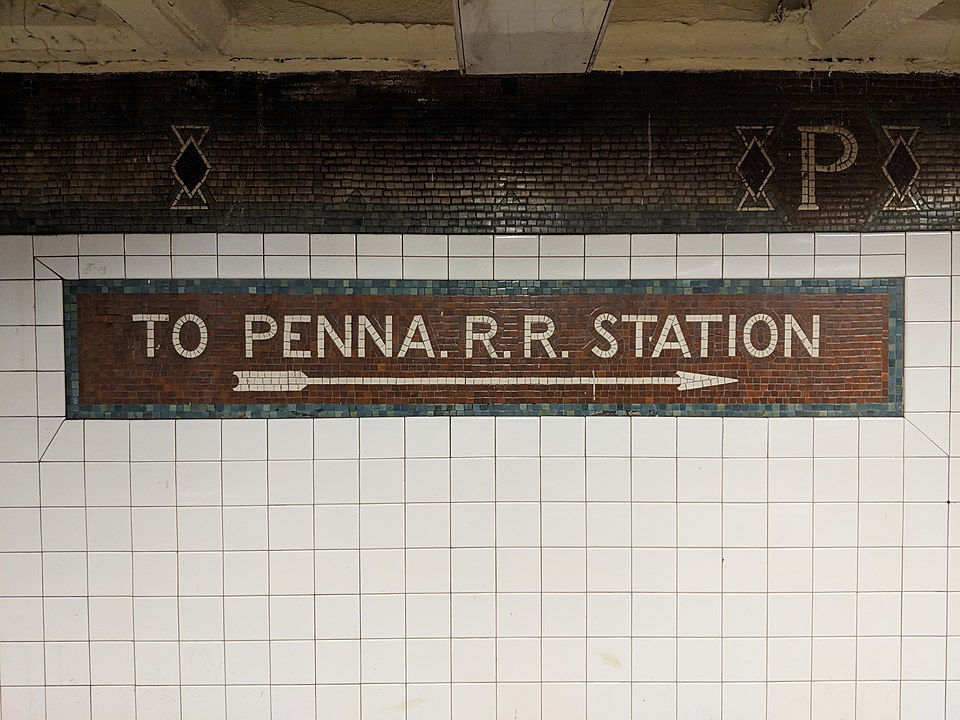 P
TO PENNA. R.R. STATION